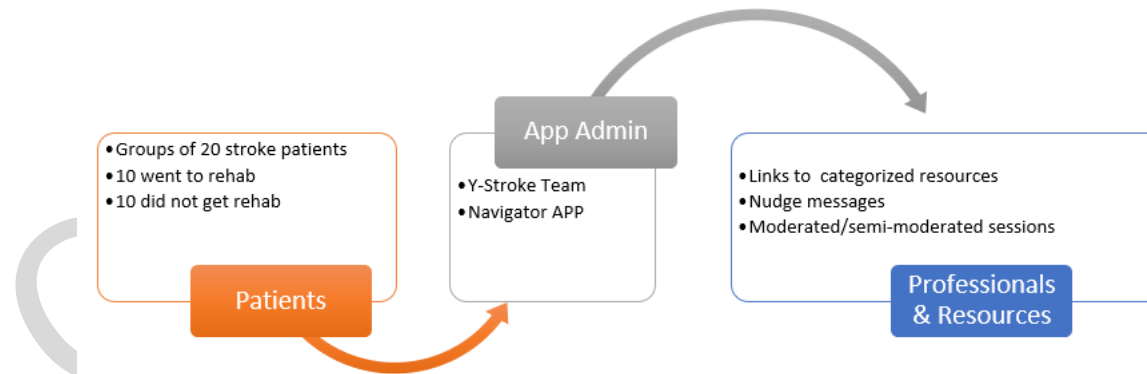 •Groups of 20 stroke patients
•10 went to rehab
•10 did not get rehab
Patients
App Admin
•Y-Stroke Team
•Navigator APP
•Links to categorized resources
•Nudge messages
•Moderated/semi-moderated sessions
Professionals
& Resources